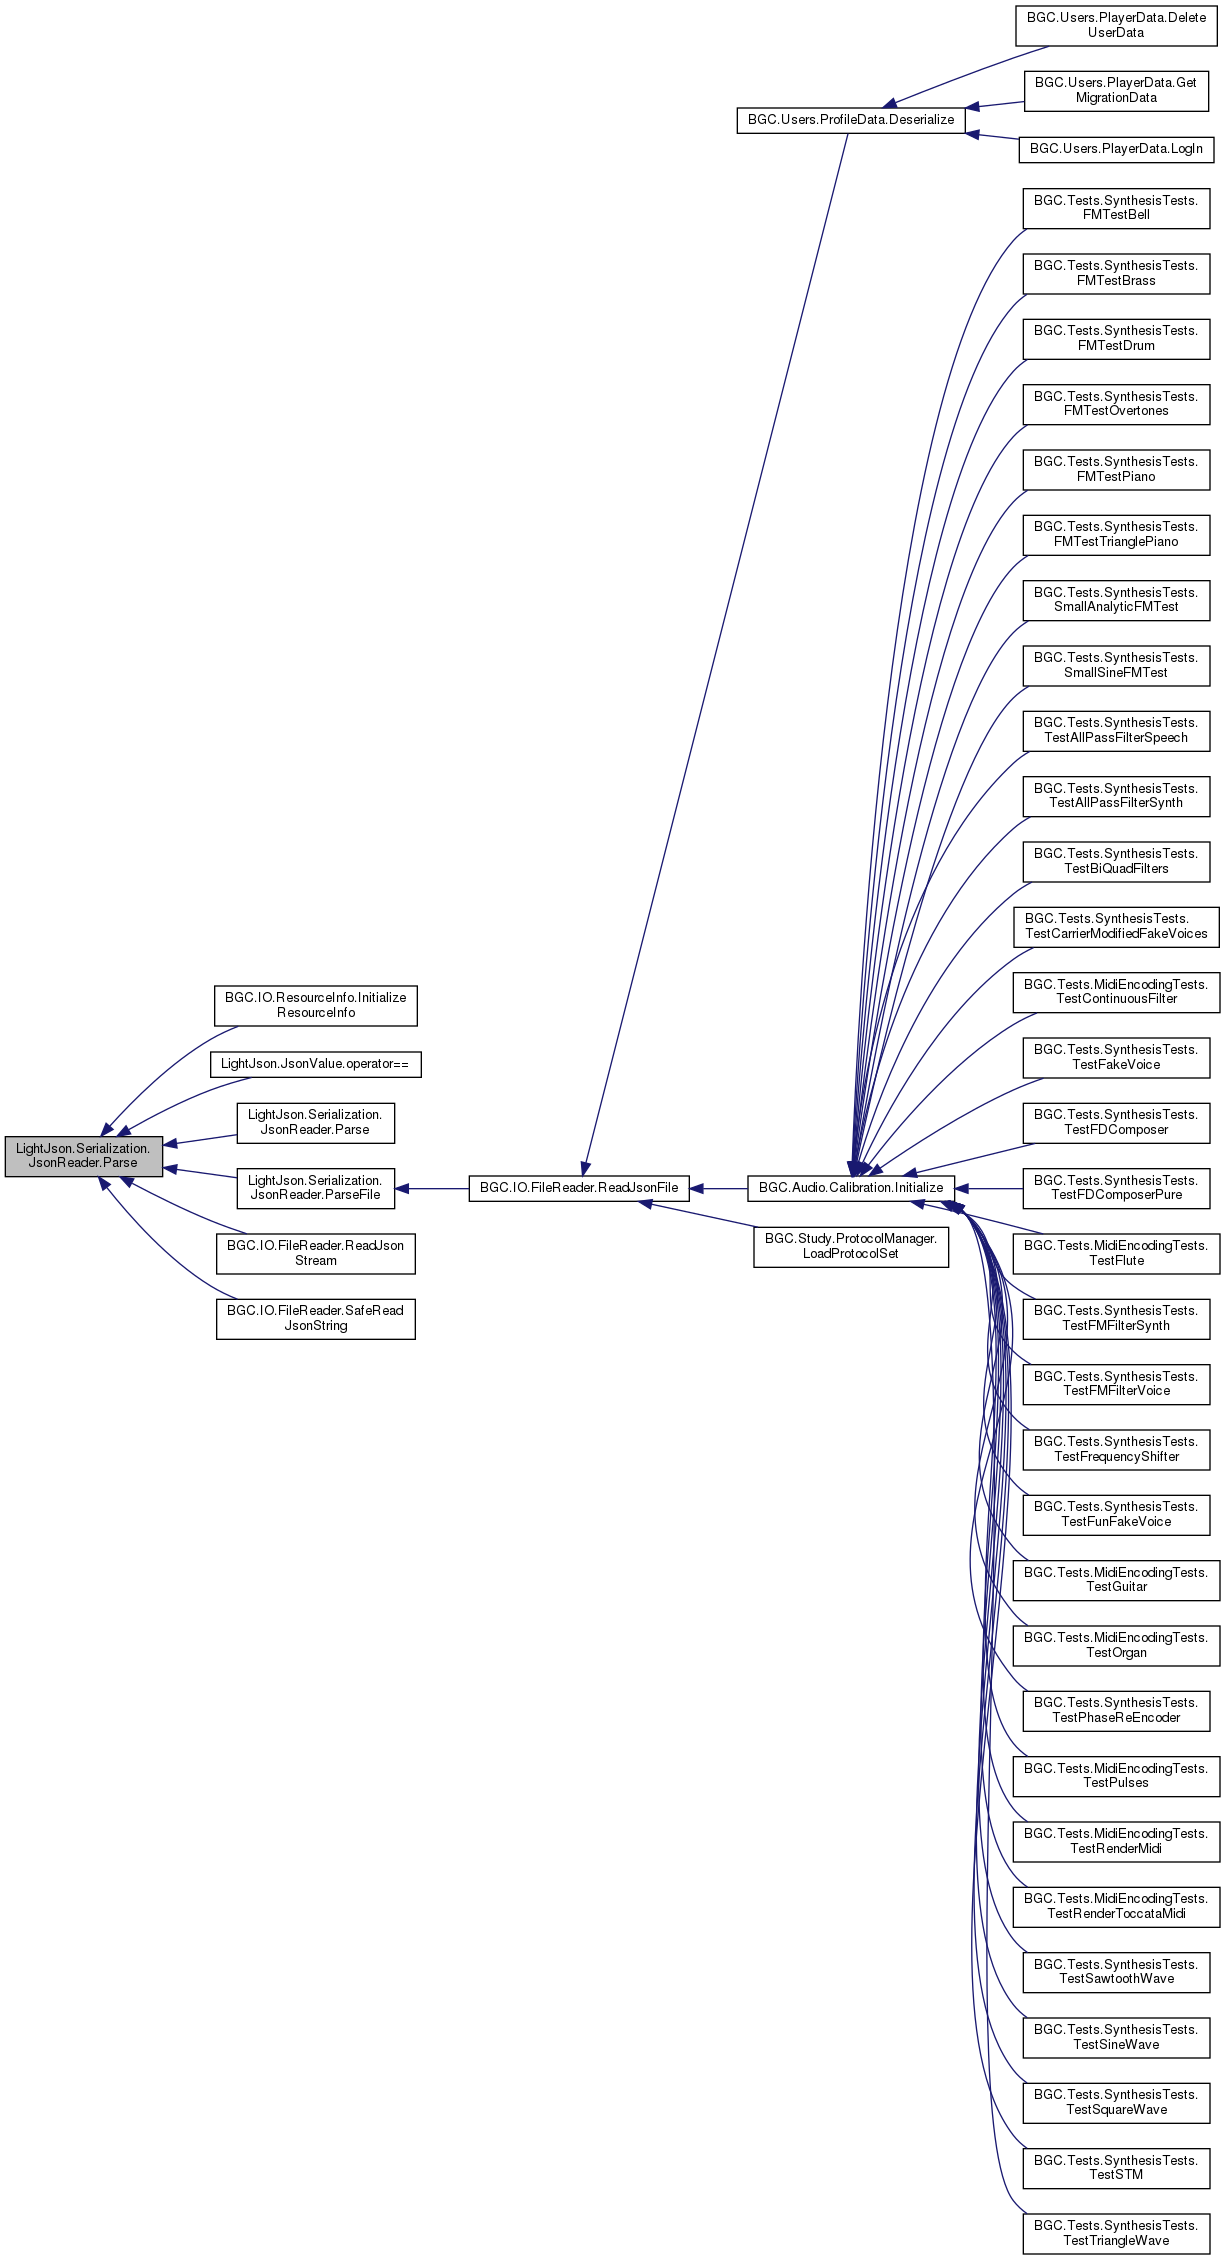 BGC.Users.PlayerData.Delete
UserData
BGC.Users.PlayerData.Get
MigrationData
BGC.Users.ProfileData.Deserialize
BGC.Users.PlayerData.LogIn
BGC.Tests.SynthesisTests.
FMTestBell
BGC.Tests.SynthesisTests.
FMTestBrass
BGC.Tests.SynthesisTests.
FMTestDrum
BGC.Tests.SynthesisTests.
FMTestOvertones
BGC.Tests.SynthesisTests.
FMTestPiano
BGC.Tests.SynthesisTests.
FMTestTrianglePiano
BGC.Tests.SynthesisTests.
SmallAnalyticFMTest
BGC.Tests.SynthesisTests.
SmallSineFMTest
BGC.Tests.SynthesisTests.
TestAllPassFilterSpeech
BGC.Tests.SynthesisTests.
TestAllPassFilterSynth
BGC.Tests.SynthesisTests.
TestBiQuadFilters
BGC.Tests.SynthesisTests.
TestCarrierModifiedFakeVoices
BGC.Tests.MidiEncodingTests.
TestContinuousFilter
BGC.IO.ResourceInfo.Initialize
ResourceInfo
LightJson.JsonValue.operator==
BGC.Tests.SynthesisTests.
TestFakeVoice
LightJson.Serialization.
JsonReader.Parse
BGC.Tests.SynthesisTests.
TestFDComposer
LightJson.Serialization.
JsonReader.Parse
LightJson.Serialization.
JsonReader.ParseFile
BGC.IO.FileReader.ReadJsonFile
BGC.Audio.Calibration.Initialize
BGC.Tests.SynthesisTests.
TestFDComposerPure
BGC.IO.FileReader.ReadJson
Stream
BGC.Study.ProtocolManager.
LoadProtocolSet
BGC.Tests.MidiEncodingTests.
TestFlute
BGC.IO.FileReader.SafeRead
JsonString
BGC.Tests.SynthesisTests.
TestFMFilterSynth
BGC.Tests.SynthesisTests.
TestFMFilterVoice
BGC.Tests.SynthesisTests.
TestFrequencyShifter
BGC.Tests.SynthesisTests.
TestFunFakeVoice
BGC.Tests.MidiEncodingTests.
TestGuitar
BGC.Tests.MidiEncodingTests.
TestOrgan
BGC.Tests.SynthesisTests.
TestPhaseReEncoder
BGC.Tests.MidiEncodingTests.
TestPulses
BGC.Tests.MidiEncodingTests.
TestRenderMidi
BGC.Tests.MidiEncodingTests.
TestRenderToccataMidi
BGC.Tests.SynthesisTests.
TestSawtoothWave
BGC.Tests.SynthesisTests.
TestSineWave
BGC.Tests.SynthesisTests.
TestSquareWave
BGC.Tests.SynthesisTests.
TestSTM
BGC.Tests.SynthesisTests.
TestTriangleWave